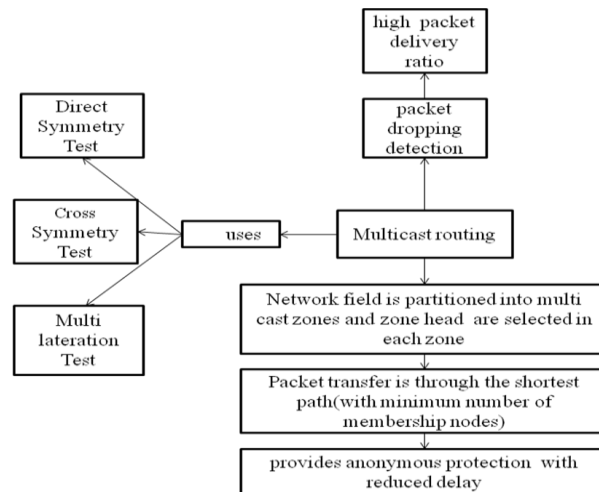 high packet
delivery
ratio
packet
dropping
detection
Direct
Symmetry
Test
Cross
Symmetry
Test
Multi
lateration
Test
uses
Multicast routing
Network field is partitioned into multi
cast zones and zone head are selected in
each zone
Packet transfer is through the shortest
path(with minimum number of
membership nodes)
provides anonymous protection with
reduced delay